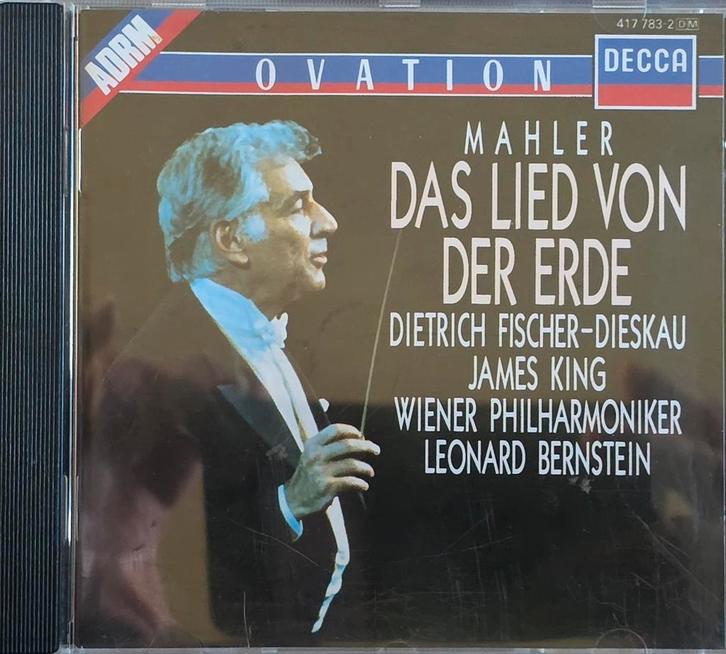 417 783-2 DM
ADRM
OVATION
DECCA
MAHLER
DAS LIED VON
DER ERDE
DIETRICH FISCHER-DIESKAU
JAMES KING
WIENER PHILHARMONIKER
LEONARD BERNSTEIN